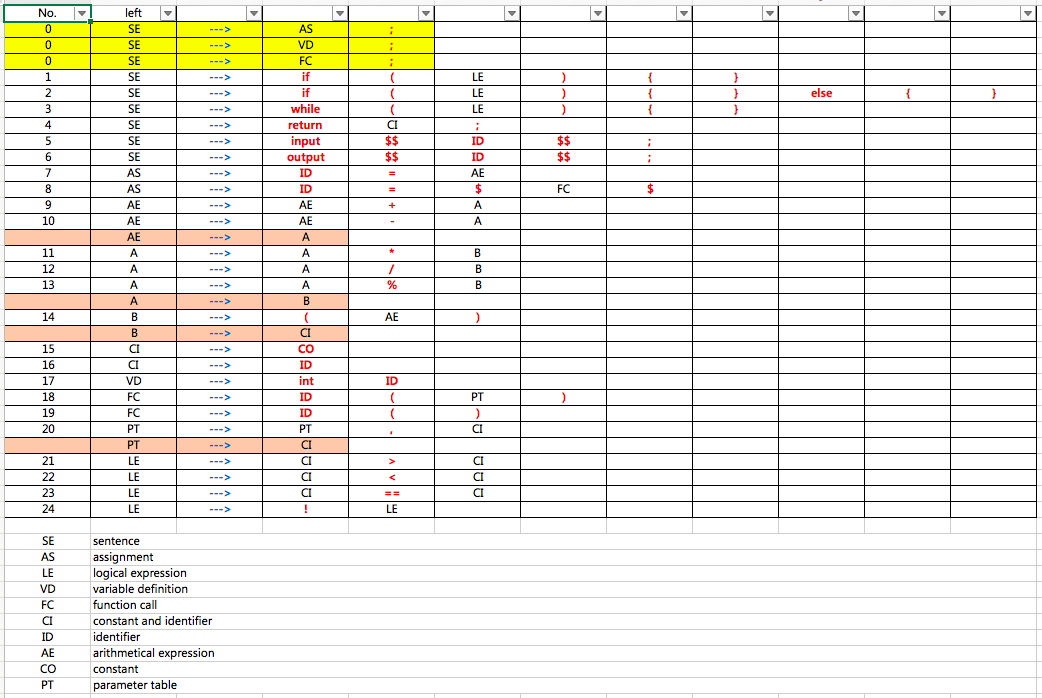 No. left
0 SE ---> AS ;
0 SE ---> VD ;
0 SE ---> FC ;
1 SE ---> if ( LE ) { }
2 SE ---> if ( LE ) { } else { }
3 SE ---> while ( LE ) { }
4 SE ---> return CI ;
5 SE ---> input $$ ID $$ ;
6 SE ---> output $$ ID $$ ;
7 AS ---> ID = AE
8 AS ---> ID = $ FC $
9 AE ---> AE + A
10 AE ---> AE - A
AE ---> A
11 A ---> A * B
12 A ---> A / B
13 A ---> A % B
A ---> B
14 B ---> ( AE )
B ---> CI
15 CI ---> CO
16 CI ---> ID
17 VD ---> int ID
18 FC ---> ID ( PT )
19 FC ---> ID ( )
20 PT ---> PT , CI
PT ---> CI
21 LE ---> CI > CI
22 LE ---> CI < CI
23 LE ---> CI == CI
24 LE ---> ! LE
SE sentence
AS assignment
LE logical expression
VD variable definition
FC function call
CI constant and identifier
ID identifier
AE arithmetical expression
CO constant
PT parameter table